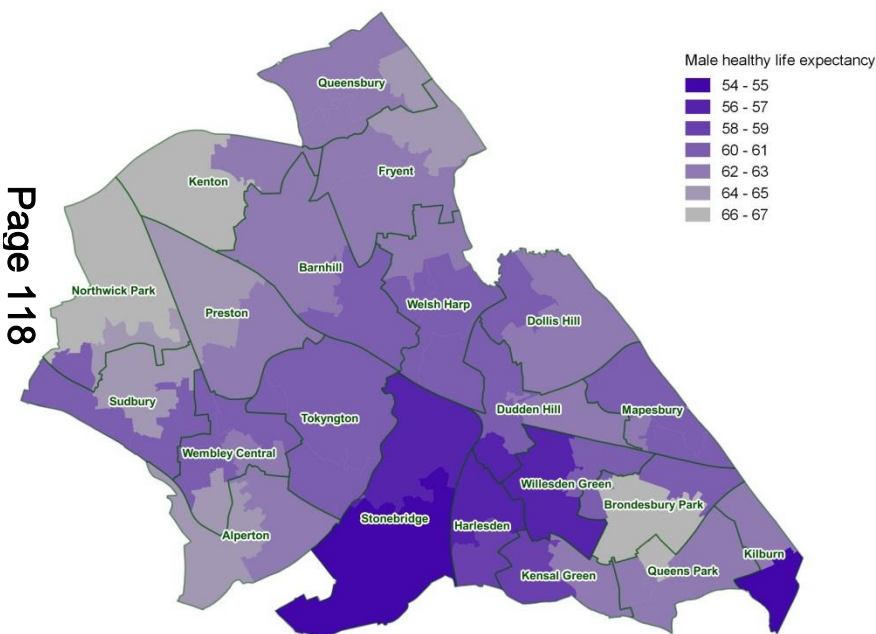 Page 118
Male healthy life expectancy
54 - 55
56 - 57
58 - 59
60 - 61
62 - 63
64 - 65
66 - 67
Queensbury
Kenton
Fryent
Northwick Park
Barnhill
Preston
Welsh Harp
Dollis Hill
Sudbury
Tokyngton
Dudden Hill
Mapesbury
Wembley Central
Willesden Green
Brondesbury Park
Alperton
Stonebridge
Harlesden
Kensal Green
Queens Park
Kilburn